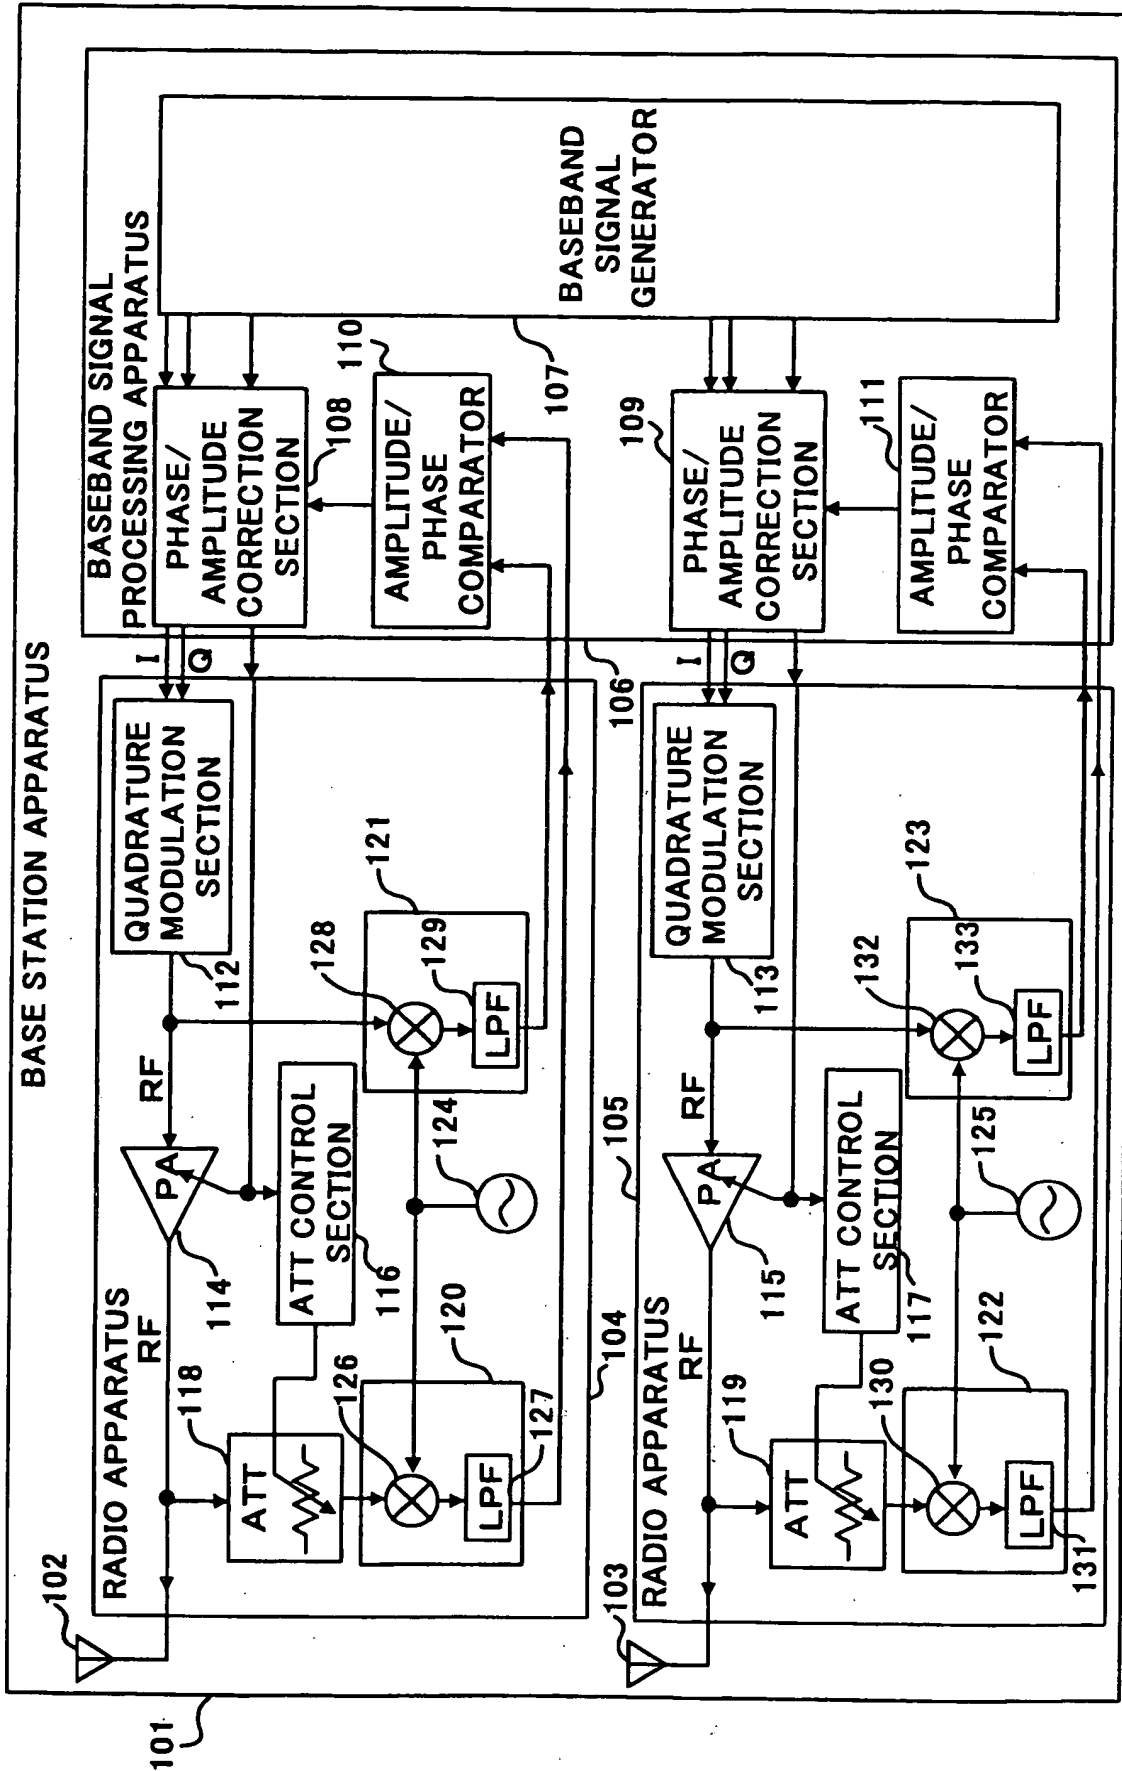 BASE STATION APPARATUS
101
102
RADIO APPARATUS
RF
114
RF
QUADRATURE
MODULATION
SECTION
112
I
Q
BASEBAND SIGNAL
PROCESSING APPARATUS
PHASE/
AMPLITUDE
CORRECTION
SECTION
108
PA
118
ATT
ATT CONTROL
SECTION
116
126
LPF
127
120
124
128
121
129
LPF
104
AMPLITUDE/
PHASE
COMPARATOR
110
107
BASEBAND
SIGNAL
GENERATOR
106
103
RADIO APPARATUS
RF
115
PA
105
RF
QUADRATURE
MODULATION
SECTION
113
I
Q
PHASE/
AMPLITUDE
CORRECTION
SECTION
109
119
ATT
ATT CONTROL
SECTION
117
130
LPF
131
122
125
132
123
133
LPF
AMPLITUDE/
PHASE
COMPARATOR
111